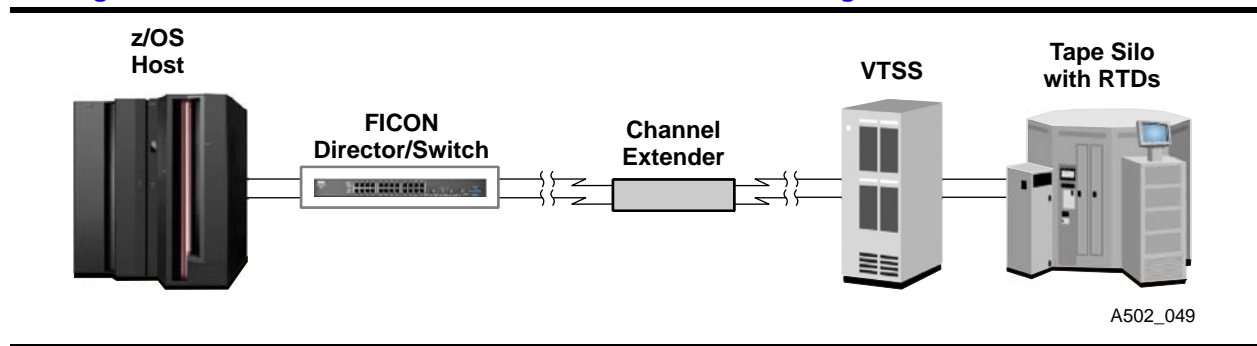 z/OS
Host
FICON
Director/Switch
Channel
Extender
VTSS
Tape Silo
with RTDs
A502_049